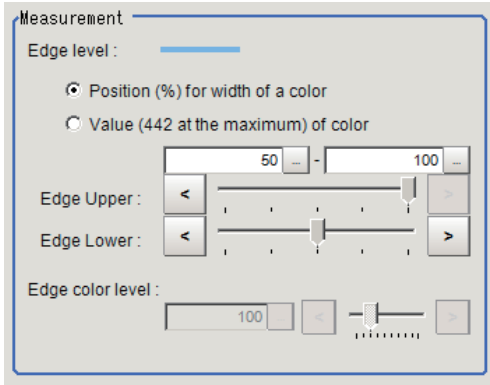 Measurement
Edge level :
Position (%) for width of a color
Value (442 at the maximum) of color
50 ... - 100 ...
Edge Upper : < >
Edge Lower : < >
Edge color level :
100 ... < >